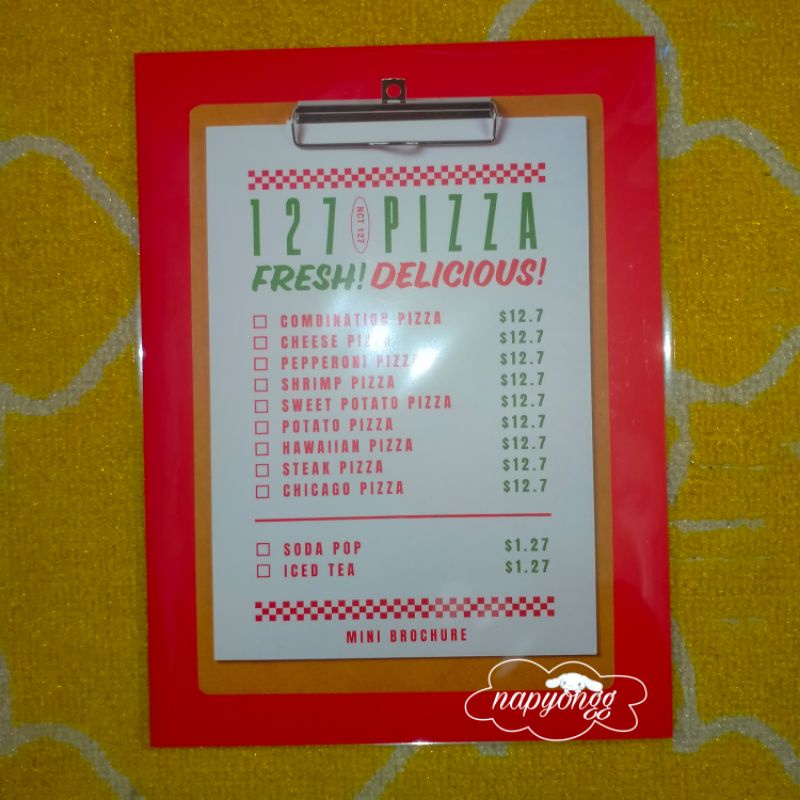 127 NCT 127 PIZZA
FRESH! DELICIOUS!
COMBINATION PIZZA $12.7
CHEESE PIZZA $12.7
PEPPERONI PIZZA $12.7
SHRIMP PIZZA $12.7
SWEET POTATO PIZZA $12.7
POTATO PIZZA $12.7
HAWAIIAN PIZZA $12.7
STEAK PIZZA $12.7
CHICAGO PIZZA $12.7
SODA POP $1.27
ICED TEA $1.27
MINI BROCHURE
napyongg